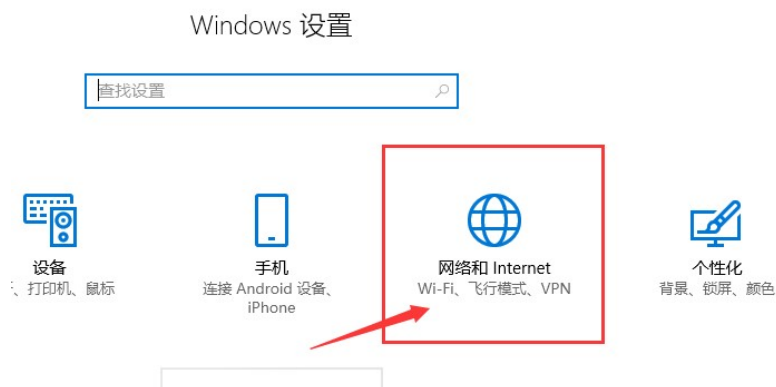 Windows 设置
查找设置
设备
、打印机、鼠标
手机
连接 Android 设备、
iPhone
网络和 Internet
Wi-Fi、飞行模式、VPN
个性化
背景、锁屏、颜色